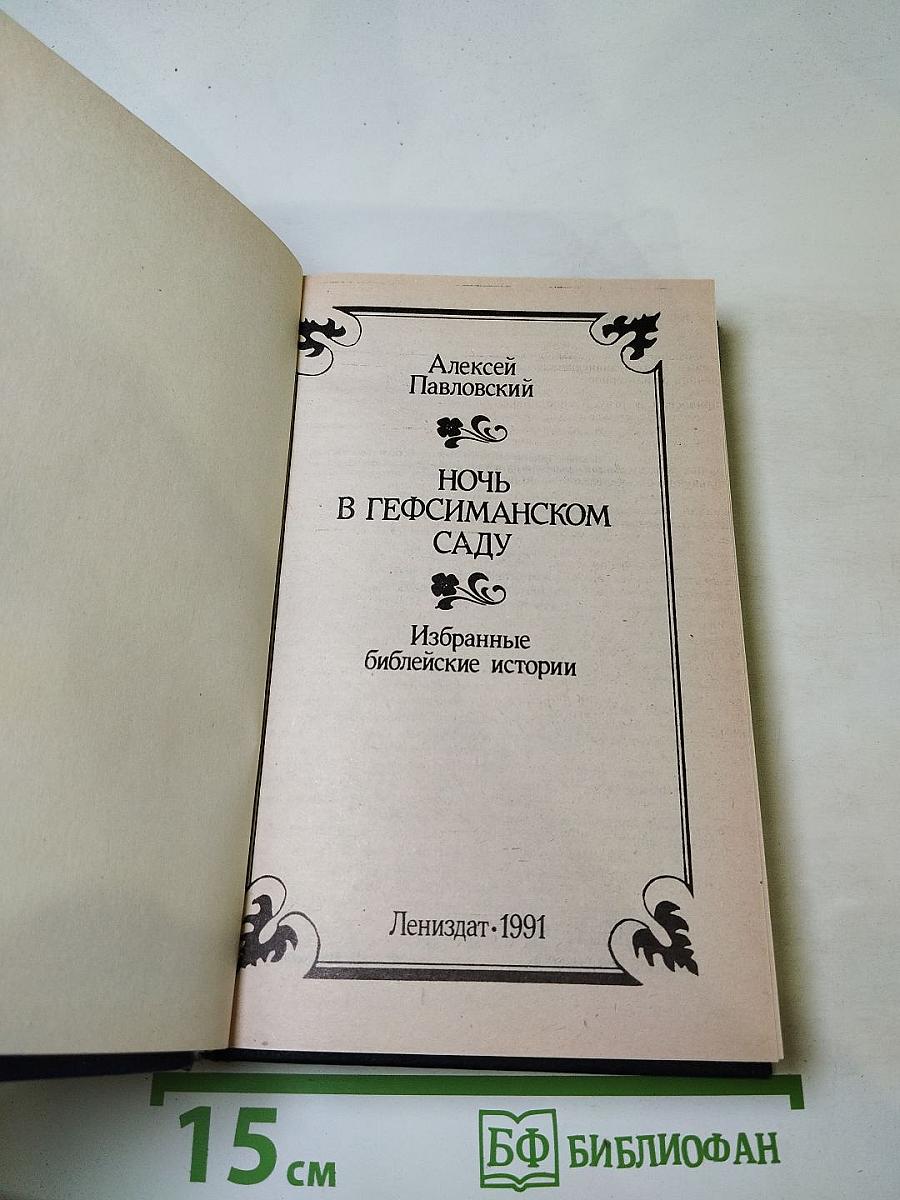 Алексей
Павловский
НОЧЬ
В ГЕФСИМАНСКОМ
САДУ
Избранные
библейские истории
Лениздат·1991
15 см
БФ БИБЛИОФАН